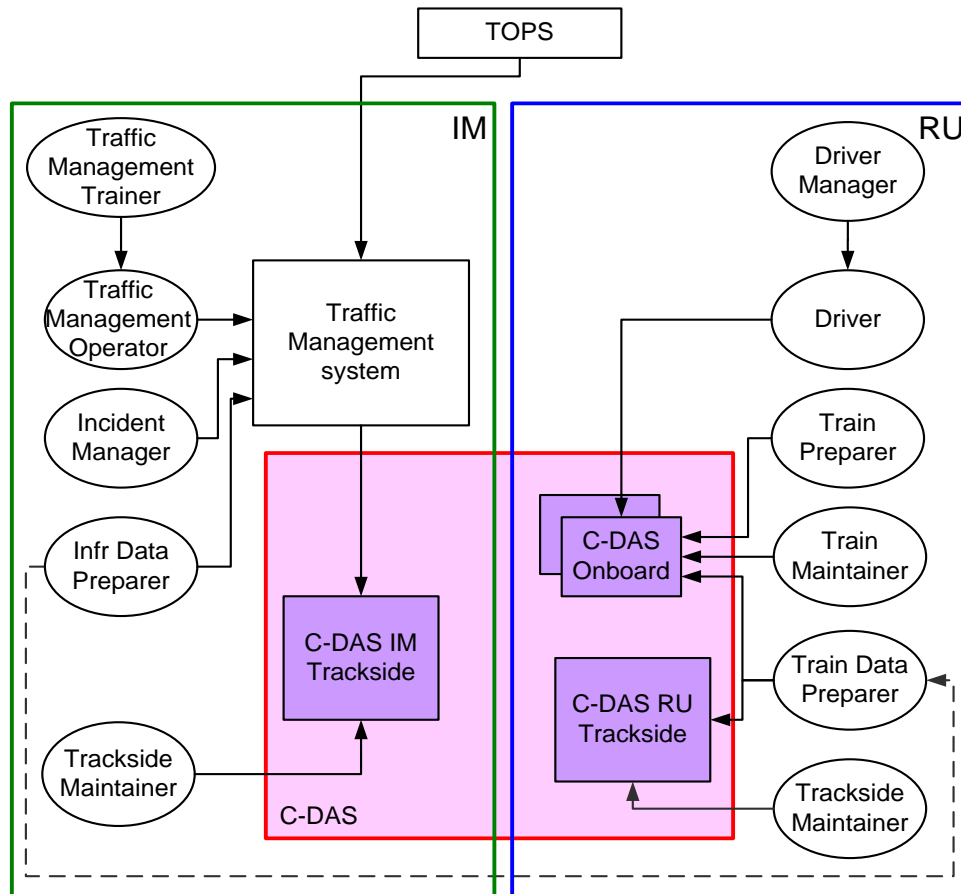 TOPS
IM
RU
Traffic
Management
Trainer
Driver
Manager
Traffic
Management
Operator
Traffic
Management
system
Driver
Incident
Manager
Train
Preparer
Infr Data
Preparer
C-DAS
Onboard
Train
Maintainer
C-DAS IM
Trackside
Train Data
Preparer
C-DAS RU
Trackside
Trackside
Maintainer
Trackside
Maintainer
C-DAS